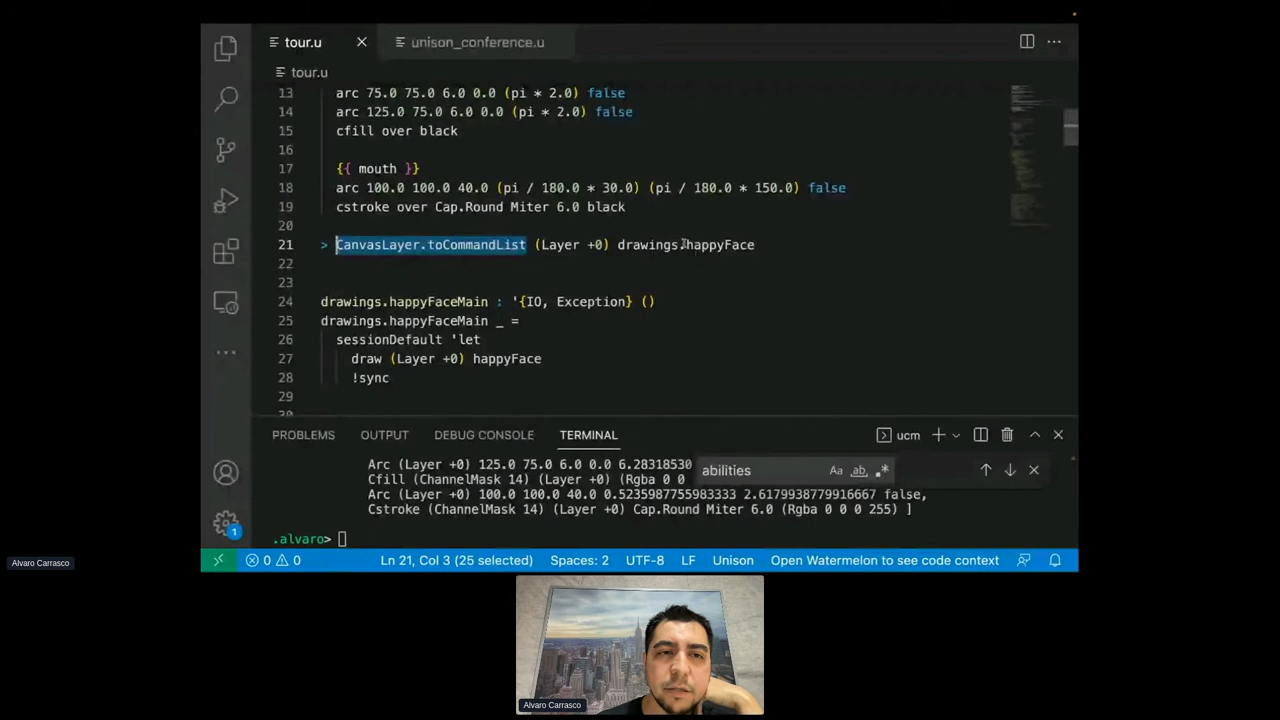 tour.u
unison_conference.u
tour.u
13 arc 75.0 75.0 6.0 0.0 (pi * 2.0) false
14 arc 125.0 75.0 6.0 0.0 (pi * 2.0) false
15 cfill over black
16
17 {{ mouth }}
18 arc 100.0 100.0 40.0 (pi / 180.0 * 30.0) (pi / 180.0 * 150.0) false
19 cstroke over Cap.Round Miter 6.0 black
20
21 > CanvasLayer.toCommandList (Layer +0) drawings.happyFace
22
23
24 drawings.happyFaceMain : '{IO, Exception} ()
25 drawings.happyFaceMain _ =
26 sessionDefault 'let
27 draw (Layer +0) happyFace
28 !sync
29
30
PROBLEMS OUTPUT DEBUG CONSOLE TERMINAL ucm
Arc (Layer +0) 125.0 75.0 6.0 0.0 6.28318530
abilities Aa ab .*
Cfill (ChannelMask 14) (Layer +0) (Rgba 0 0
Arc (Layer +0) 100.0 100.0 40.0 0.5235987755983333 2.6179938779916667 false,
Cstroke (ChannelMask 14) (Layer +0) Cap.Round Miter 6.0 (Rgba 0 0 0 255) ]
.alvaro>
1
0 0 Ln 21, Col 3 (25 selected) Spaces: 2 UTF-8 LF Unison Open Watermelon to see code context
Alvaro Carrasco
Alvaro Carrasco